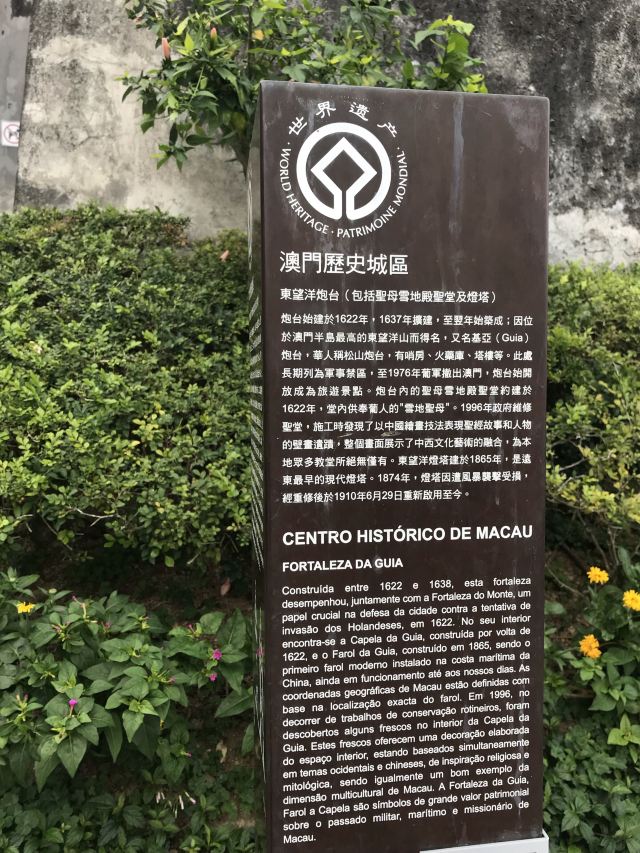 世界遗产
· WORLD HERITAGE · PATRIMOINE MONDIAL ·
澳門歷史城區
東望洋炮台（包括聖母雪地殿聖堂及燈塔）
炮台始建於1622年，1637年擴建，至翌年始築成；因位
於澳門半島最高的東望洋山而得名，又名基亞（Guia）
炮台，華人稱松山炮台，有哨房、火藥庫、塔樓等。此處
長期列為軍事禁區，至1976年葡軍撤出澳門，炮台始開
放成為旅遊景點。炮台內的聖母雪地殿聖堂約建於
1622年，堂內供奉葡人的"雪地聖母"。1996年政府維修
聖堂，施工時發現了以中國繪畫技法表現聖經故事和人物
的壁畫遺蹟，整個畫面展示了中西文化藝術的融合，為本
地眾多教堂所絕無僅有。東望洋燈塔建於1865年，是遠
東最早的現代燈塔。1874年，燈塔因遭風暴襲擊受損，
經重修後於1910年6月29日重新啟用至今。
CENTRO HISTÓRICO DE MACAU
FORTALEZA DA GUIA
Construída entre 1622 e 1638, esta fortaleza
desempenhou, juntamente com a Fortaleza do Monte, um
papel crucial na defesa da cidade contra a tentativa de
invasão dos Holandeses, em 1622. No seu interior
encontra-se a Capela da Guia, construída por volta de
1622, e o Farol da Guia, construído em 1865, sendo o
primeiro farol moderno instalado na costa marítima da
China, ainda em funcionamento até aos nossos dias. As
coordenadas geográficas de Macau estão definidas com
base na localização exacta do farol. Em 1996, no
decorrer de trabalhos de conservação rotineiros, foram
descobertos alguns frescos no interior da Capela da
Guia. Estes frescos oferecem uma decoração elaborada
do espaço interior, estando baseados simultaneamente
em temas ocidentais e chineses, de inspiração religiosa e
mitológica, sendo igualmente um bom exemplo da
dimensão multicultural de Macau. A Fortaleza da Guia,
Farol a Capela são símbolos de grande valor patrimonial
sobre o passado militar, marítimo e missionário de
Macau.